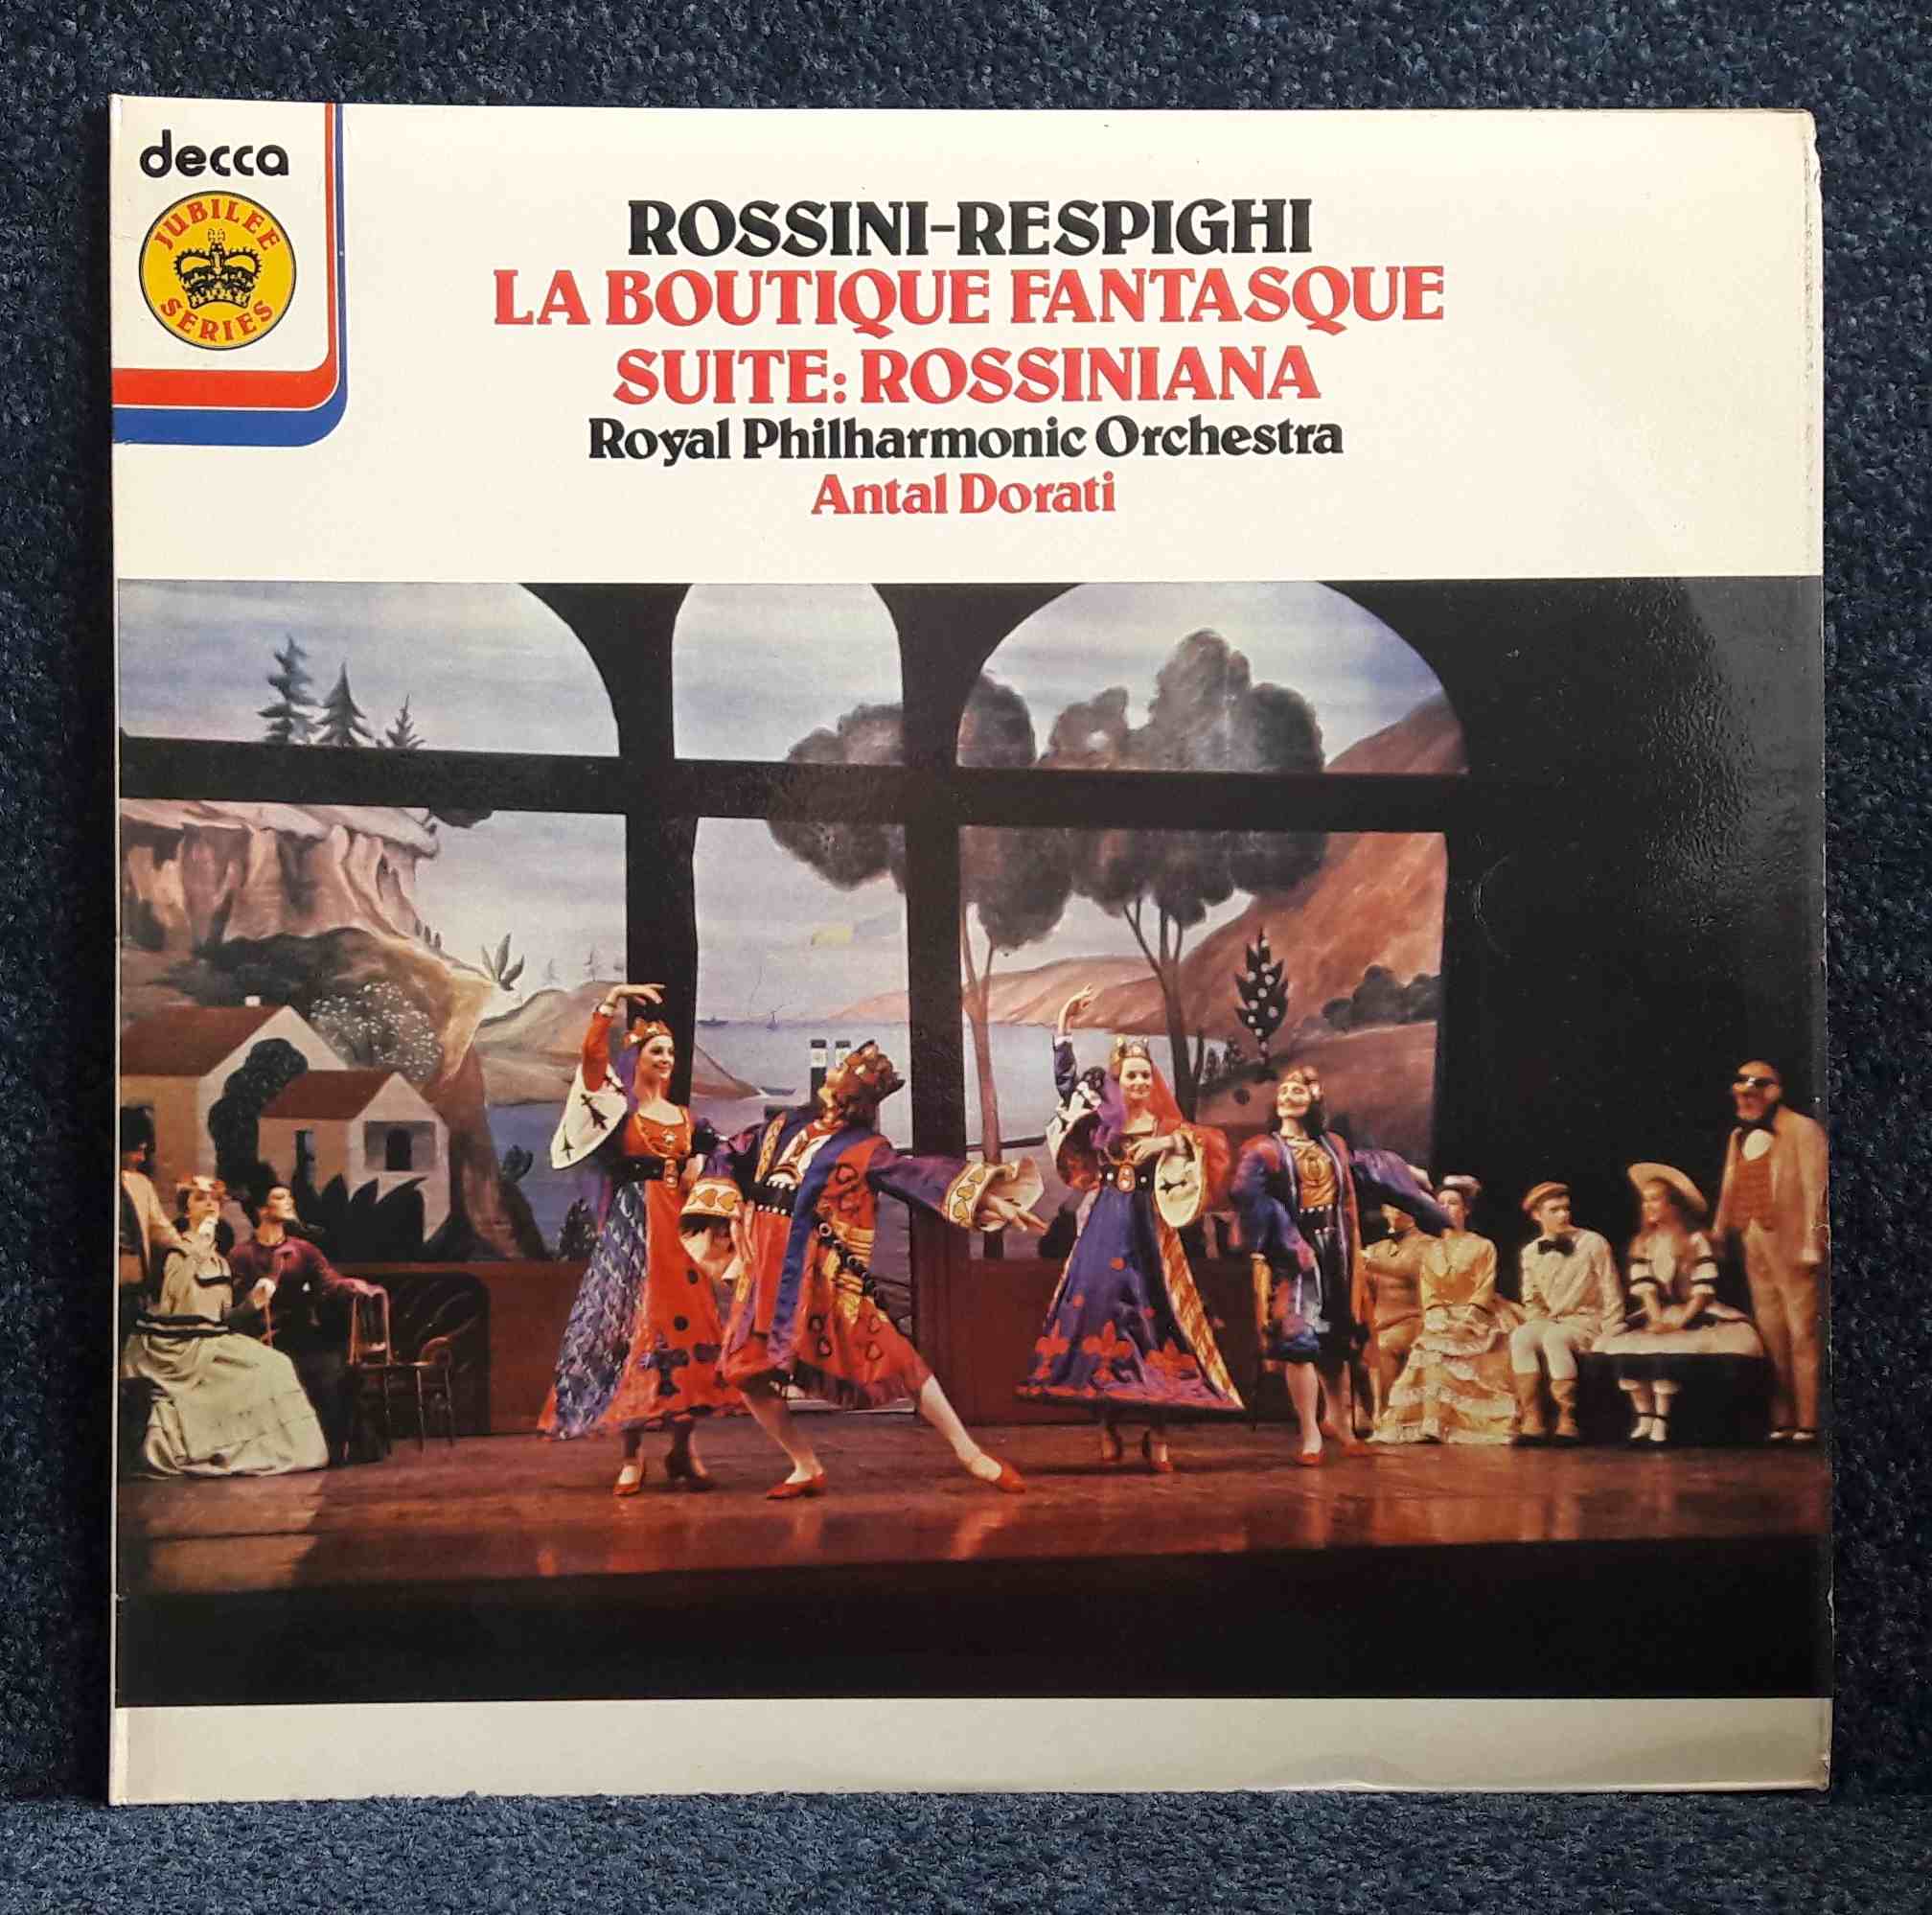 decca
JUBILEE
SERIES
ROSSINI-RESPIGHI
LA BOUTIQUE FANTASQUE
SUITE: ROSSINIANA
Royal Philharmonic Orchestra
Antal Dorati